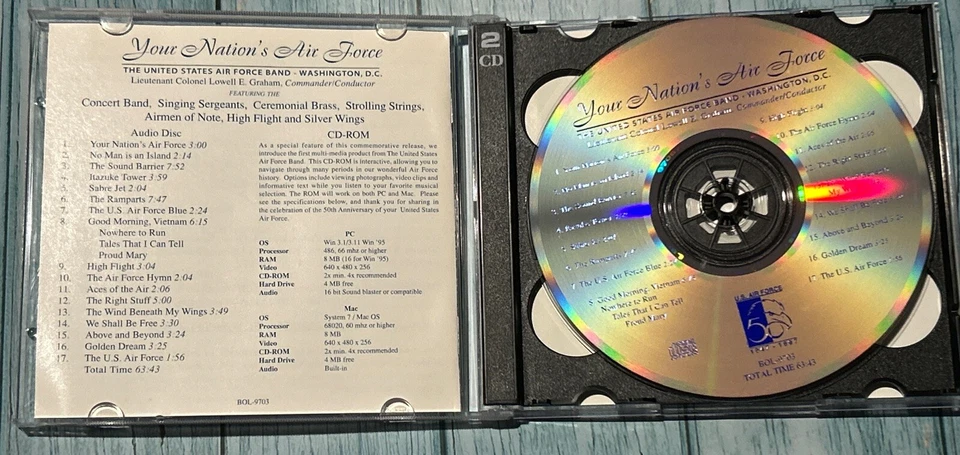 Your Nation's Air Force
THE UNITED STATES AIR FORCE BAND - WASHINGTON, D.C.
Lieutenant Colonel Lowell E. Graham, Commander/Conductor
FEATURING THE
Concert Band, Singing Sergeants, Ceremonial Brass, Strolling Strings,
Airmen of Note, High Flight and Silver Wings
Audio Disc
1. Your Nation's Air Force 3:00
2. No Man is an Island 2:14
3. The Sound Barrier 7:52
4. Itazuke Tower 3:59
5. Sabre Jet 2:04
6. The Ramparts :47
7. The U.S. Air Force Blue 2:24
8. Good Morning, Vietnam 6:15
Nowhere to Run
Tales That I Can Tell
Proud Mary
9. High Flight 3:04
10. The Air Force Hymn 2:04
11. Aces of the Air 2:06
12. The Right Stuff 5:00
13. The Wind Beneath My Wings 3:49
14. We Shall Be Free 3:30
15. Above and Beyond 3:24
16. Golden Dream 3:25
17. The U.S. Air Force 1:56
Total Time 63:43
CD-ROM
As a special feature of this commemorative release, we
introduce the first multi-media product from The United States
Air Force Band. This CD-ROM is interactive, allowing you to
navigate through many periods in our wonderful Air Force
history. Options include viewing photographs, video clips and
informative text while you listen to your favorite musical
selection. The ROM will work on both PC and Mac. Please
see the specifications below, and thank you for sharing in
the celebration of the 50th Anniversary of your United States
Air Force.
PC
OS Win 3.1/3.11 Win '95
Processor 486, 66 mhz or higher
RAM 8 MB (16 for Win '95)
Video 640 x 480 x 256
CD-ROM 2x min. 4x recommended
Hard Drive 4 MB free
Audio 16 bit Sound blaster or compatible
Mac
OS System 7 / Mac OS
Processor 68020, 60 mhz or higher
RAM 8 MB
Video 640 x 480 x 256
CD-ROM 2x min. 4x recommended
Hard Drive 4 MB free
Audio Built-in
BOL-9703
2
CD
Your Nation's Air Force
THE UNITED STATES AIR FORCE BAND - WASHINGTON, D.C.
Lieutenant Colonel Lowell E. Graham, Commander/Conductor
7. The U.S. Air Force Blue
8. Good Morning, Vietnam
Nowhere to Run
Tales That I Can Tell
Proud Mary
9. High Flight
10. The Air Force Hymn
11. Aces of the Air
12. The Right Stuff
15. Above and Beyond
16. Golden Dream 3:25
17. The U.S. Air Force
U.S. AIR FORCE
50
1947 - 1997
BOL-9703
TOTAL TIME 63:43